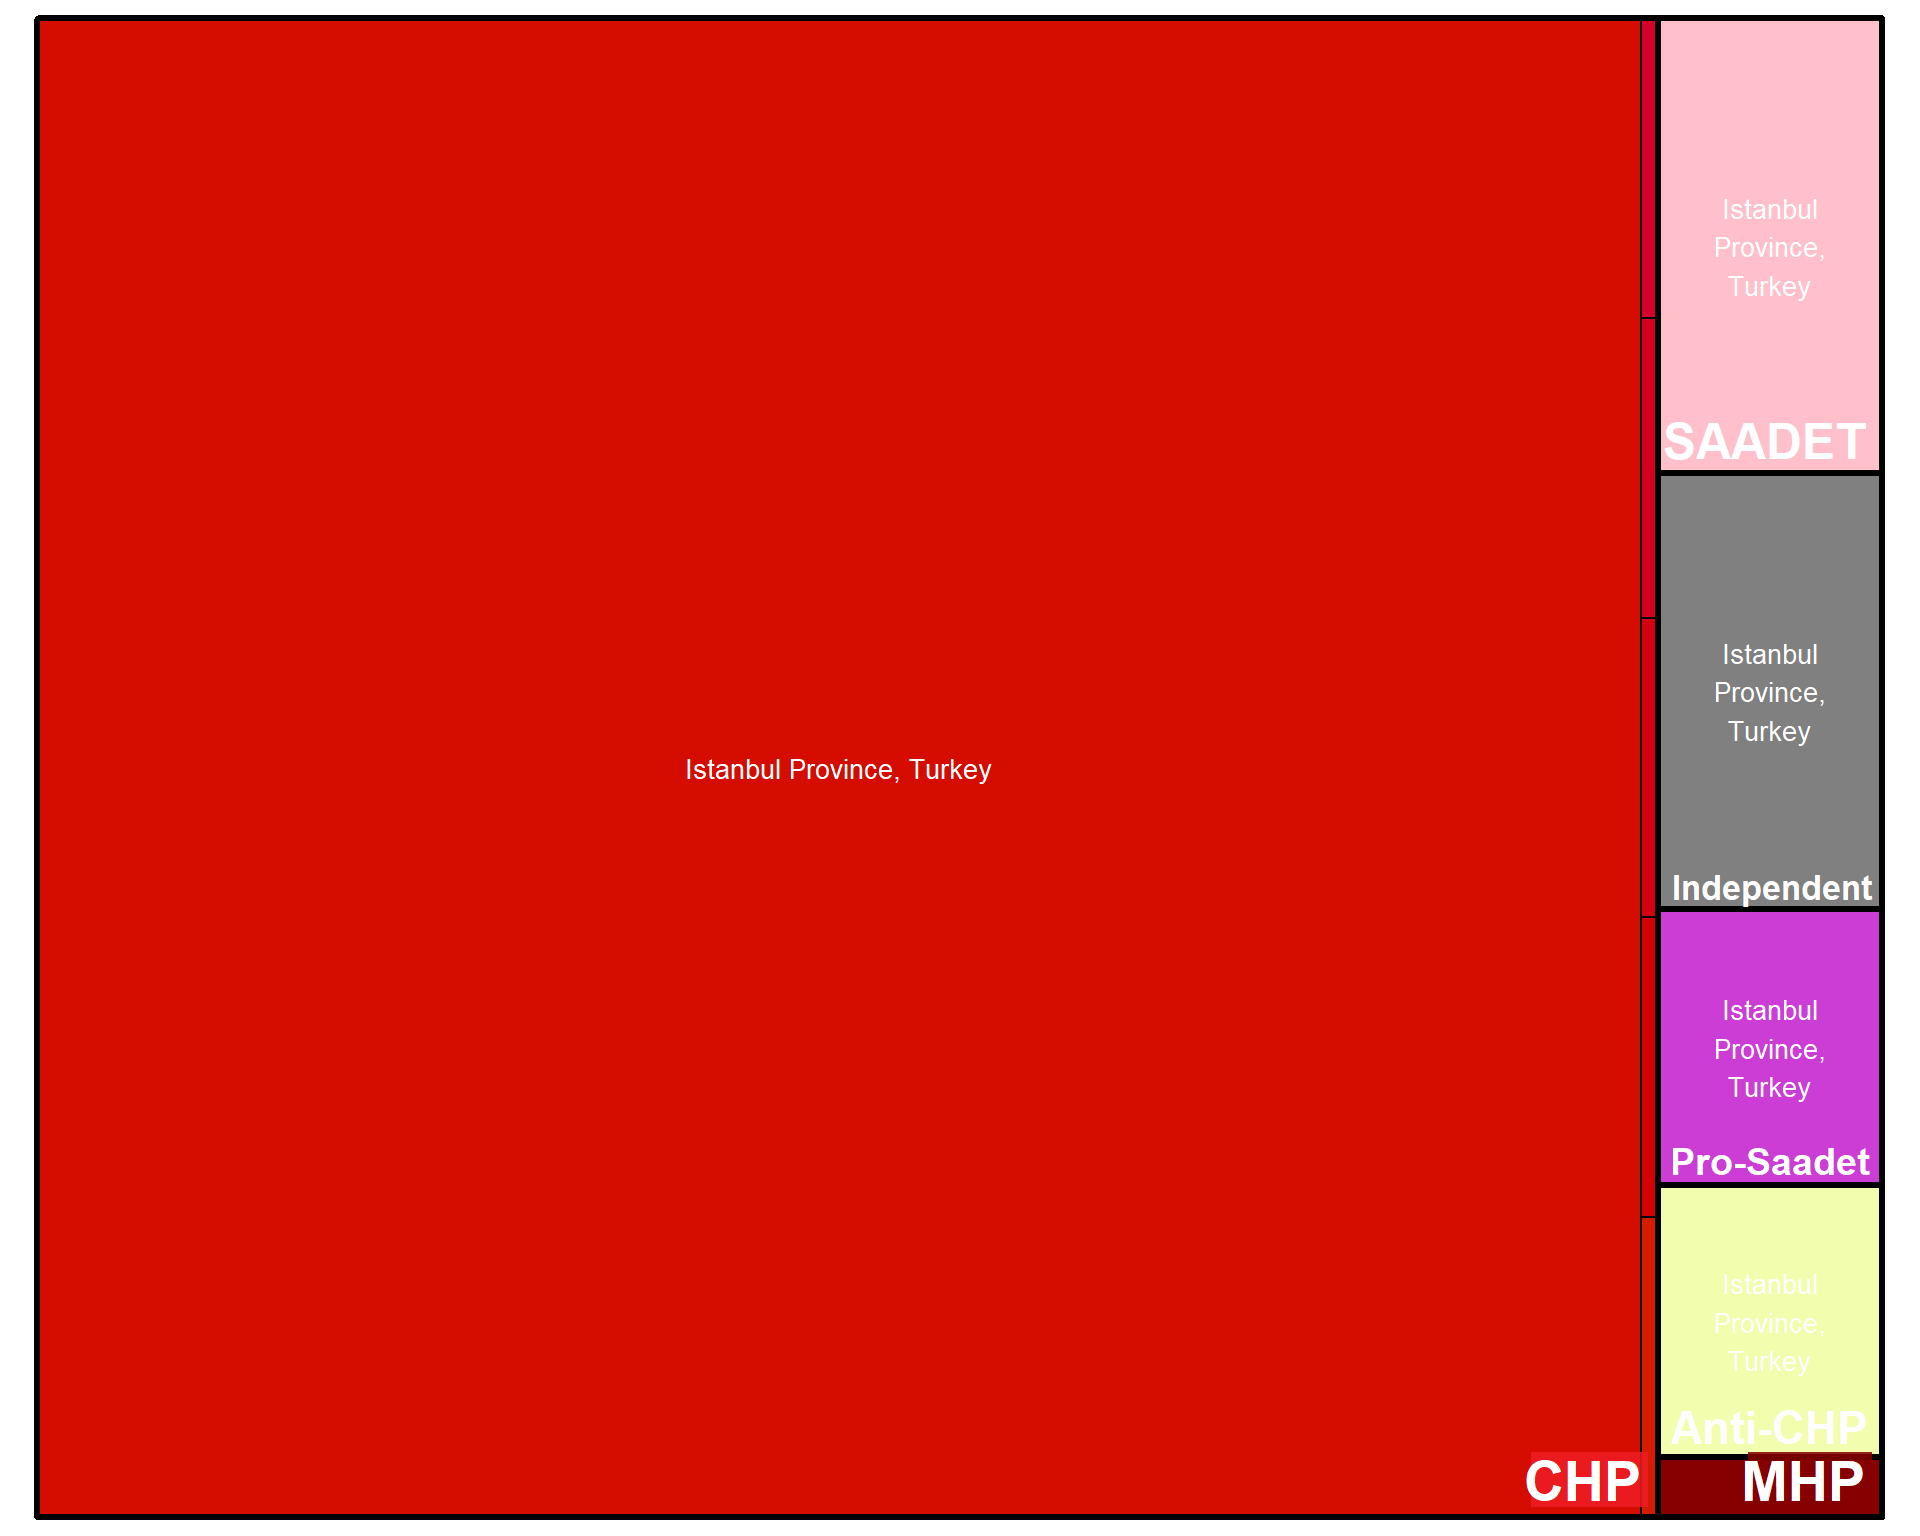 Istanbul Province, Turkey
CHP
Istanbul
Province,
Turkey
SAADET
Istanbul
Province,
Turkey
Independent
Istanbul
Province,
Turkey
Pro-Saadet
Istanbul
Province,
Turkey
Anti-CHP
MHP